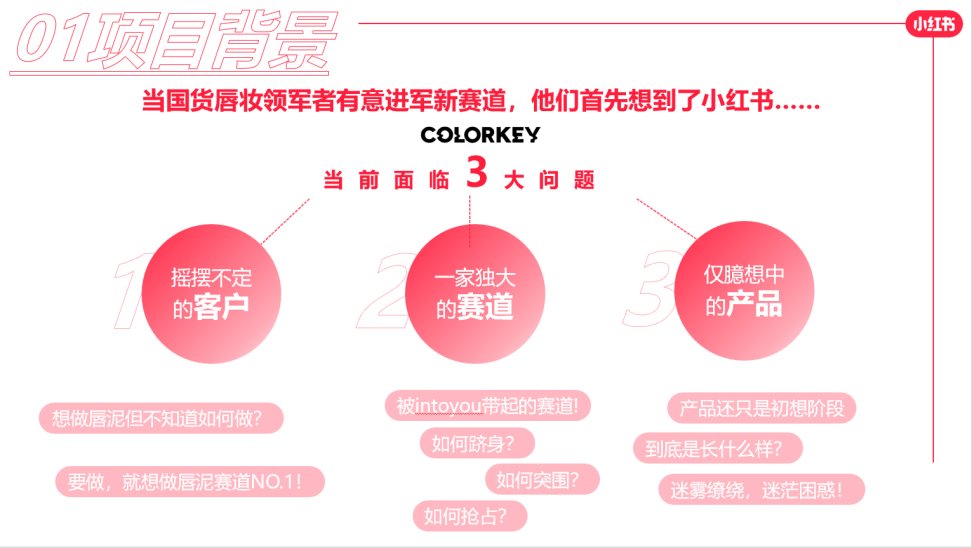 01项目背景
小红书
当国货唇妆领军者有意进军新赛道，他们首先想到了小红书……
COLORKEY
当前面临3大问题
1
摇摆不定
的客户
2
一家独大
的赛道
3
仅臆想中
的产品
想做唇泥但不知道如何做？
要做，就想做唇泥赛道NO.1！
被intoyou带起的赛道!
如何跻身？
如何突围？
如何抢占？
产品还只是初想阶段
到底是长什么样？
迷雾缭绕，迷茫困惑！